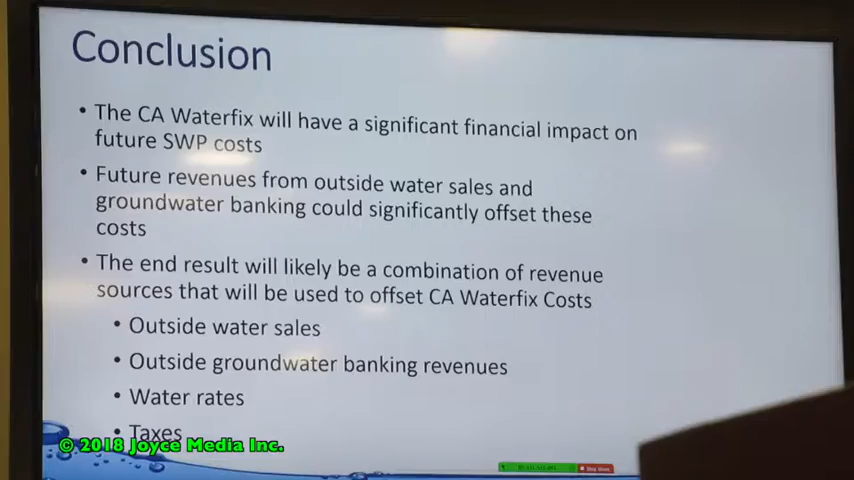 Conclusion
• The CA Waterfix will have a significant financial impact on
future SWP costs
• Future revenues from outside water sales and
groundwater banking could significantly offset these
costs
• The end result will likely be a combination of revenue
sources that will be used to offset CA Waterfix Costs
• Outside water sales
• Outside groundwater banking revenues
• Water rates
• Taxes
© 2018 Joyce Media Inc.